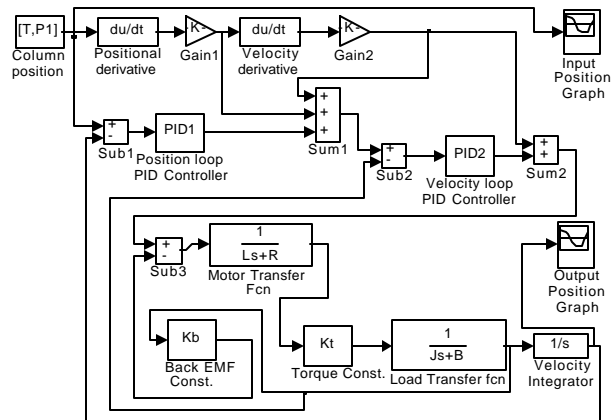 [T,P1]
Column
position
du/dt
Positional
derivative
-K-
Gain1
du/dt
Velocity
derivative
-K-
Gain2
Input
Position
Graph
+
-
Sub1
PID1
Position loop
PID Controller
+
+
+
Sum1
+
-
Sub2
PID2
Velocity loop
PID Controller
+
+
Sum2
+
-
Sub3
1
Ls+R
Motor Transfer
Fcn
Output
Position
Graph
Kb
Back EMF
Const.
Kt
Torque Const.
1
Js+B
Load Transfer fcn
1/s
Velocity
Integrator